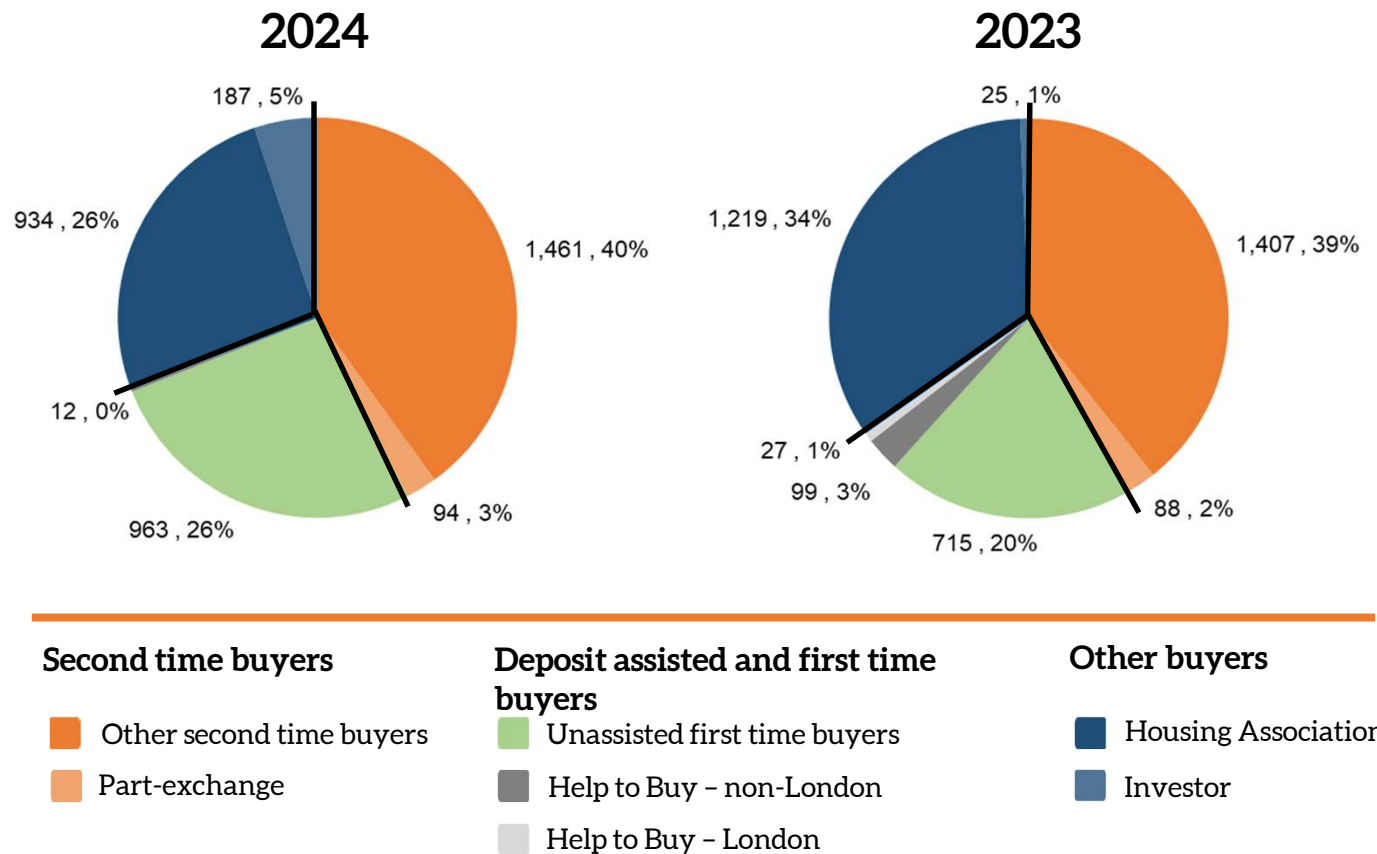 2024
2023
187 , 5%
25 , 1%
934 , 26%
1,461 , 40%
1,219 , 34%
1,407 , 39%
12 , 0%
27 , 1%
99 , 3%
963 , 26%
94 , 3%
715 , 20%
88 , 2%
Second time buyers
Deposit assisted and first time
buyers
Other buyers
Other second time buyers
Unassisted first time buyers
Housing Association
Part-exchange
Help to Buy – non-London
Investor
Help to Buy – London